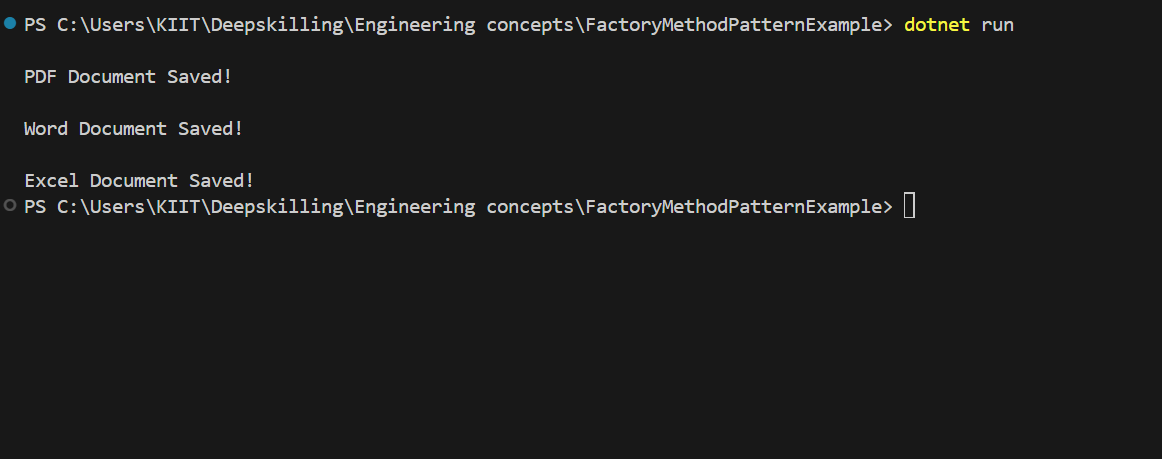 PS C:\Users\KIIT\Deepskilling\Engineering concepts\FactoryMethodPatternExample> dotnet run
PDF Document Saved!
Word Document Saved!
Excel Document Saved!
PS C:\Users\KIIT\Deepskilling\Engineering concepts\FactoryMethodPatternExample>